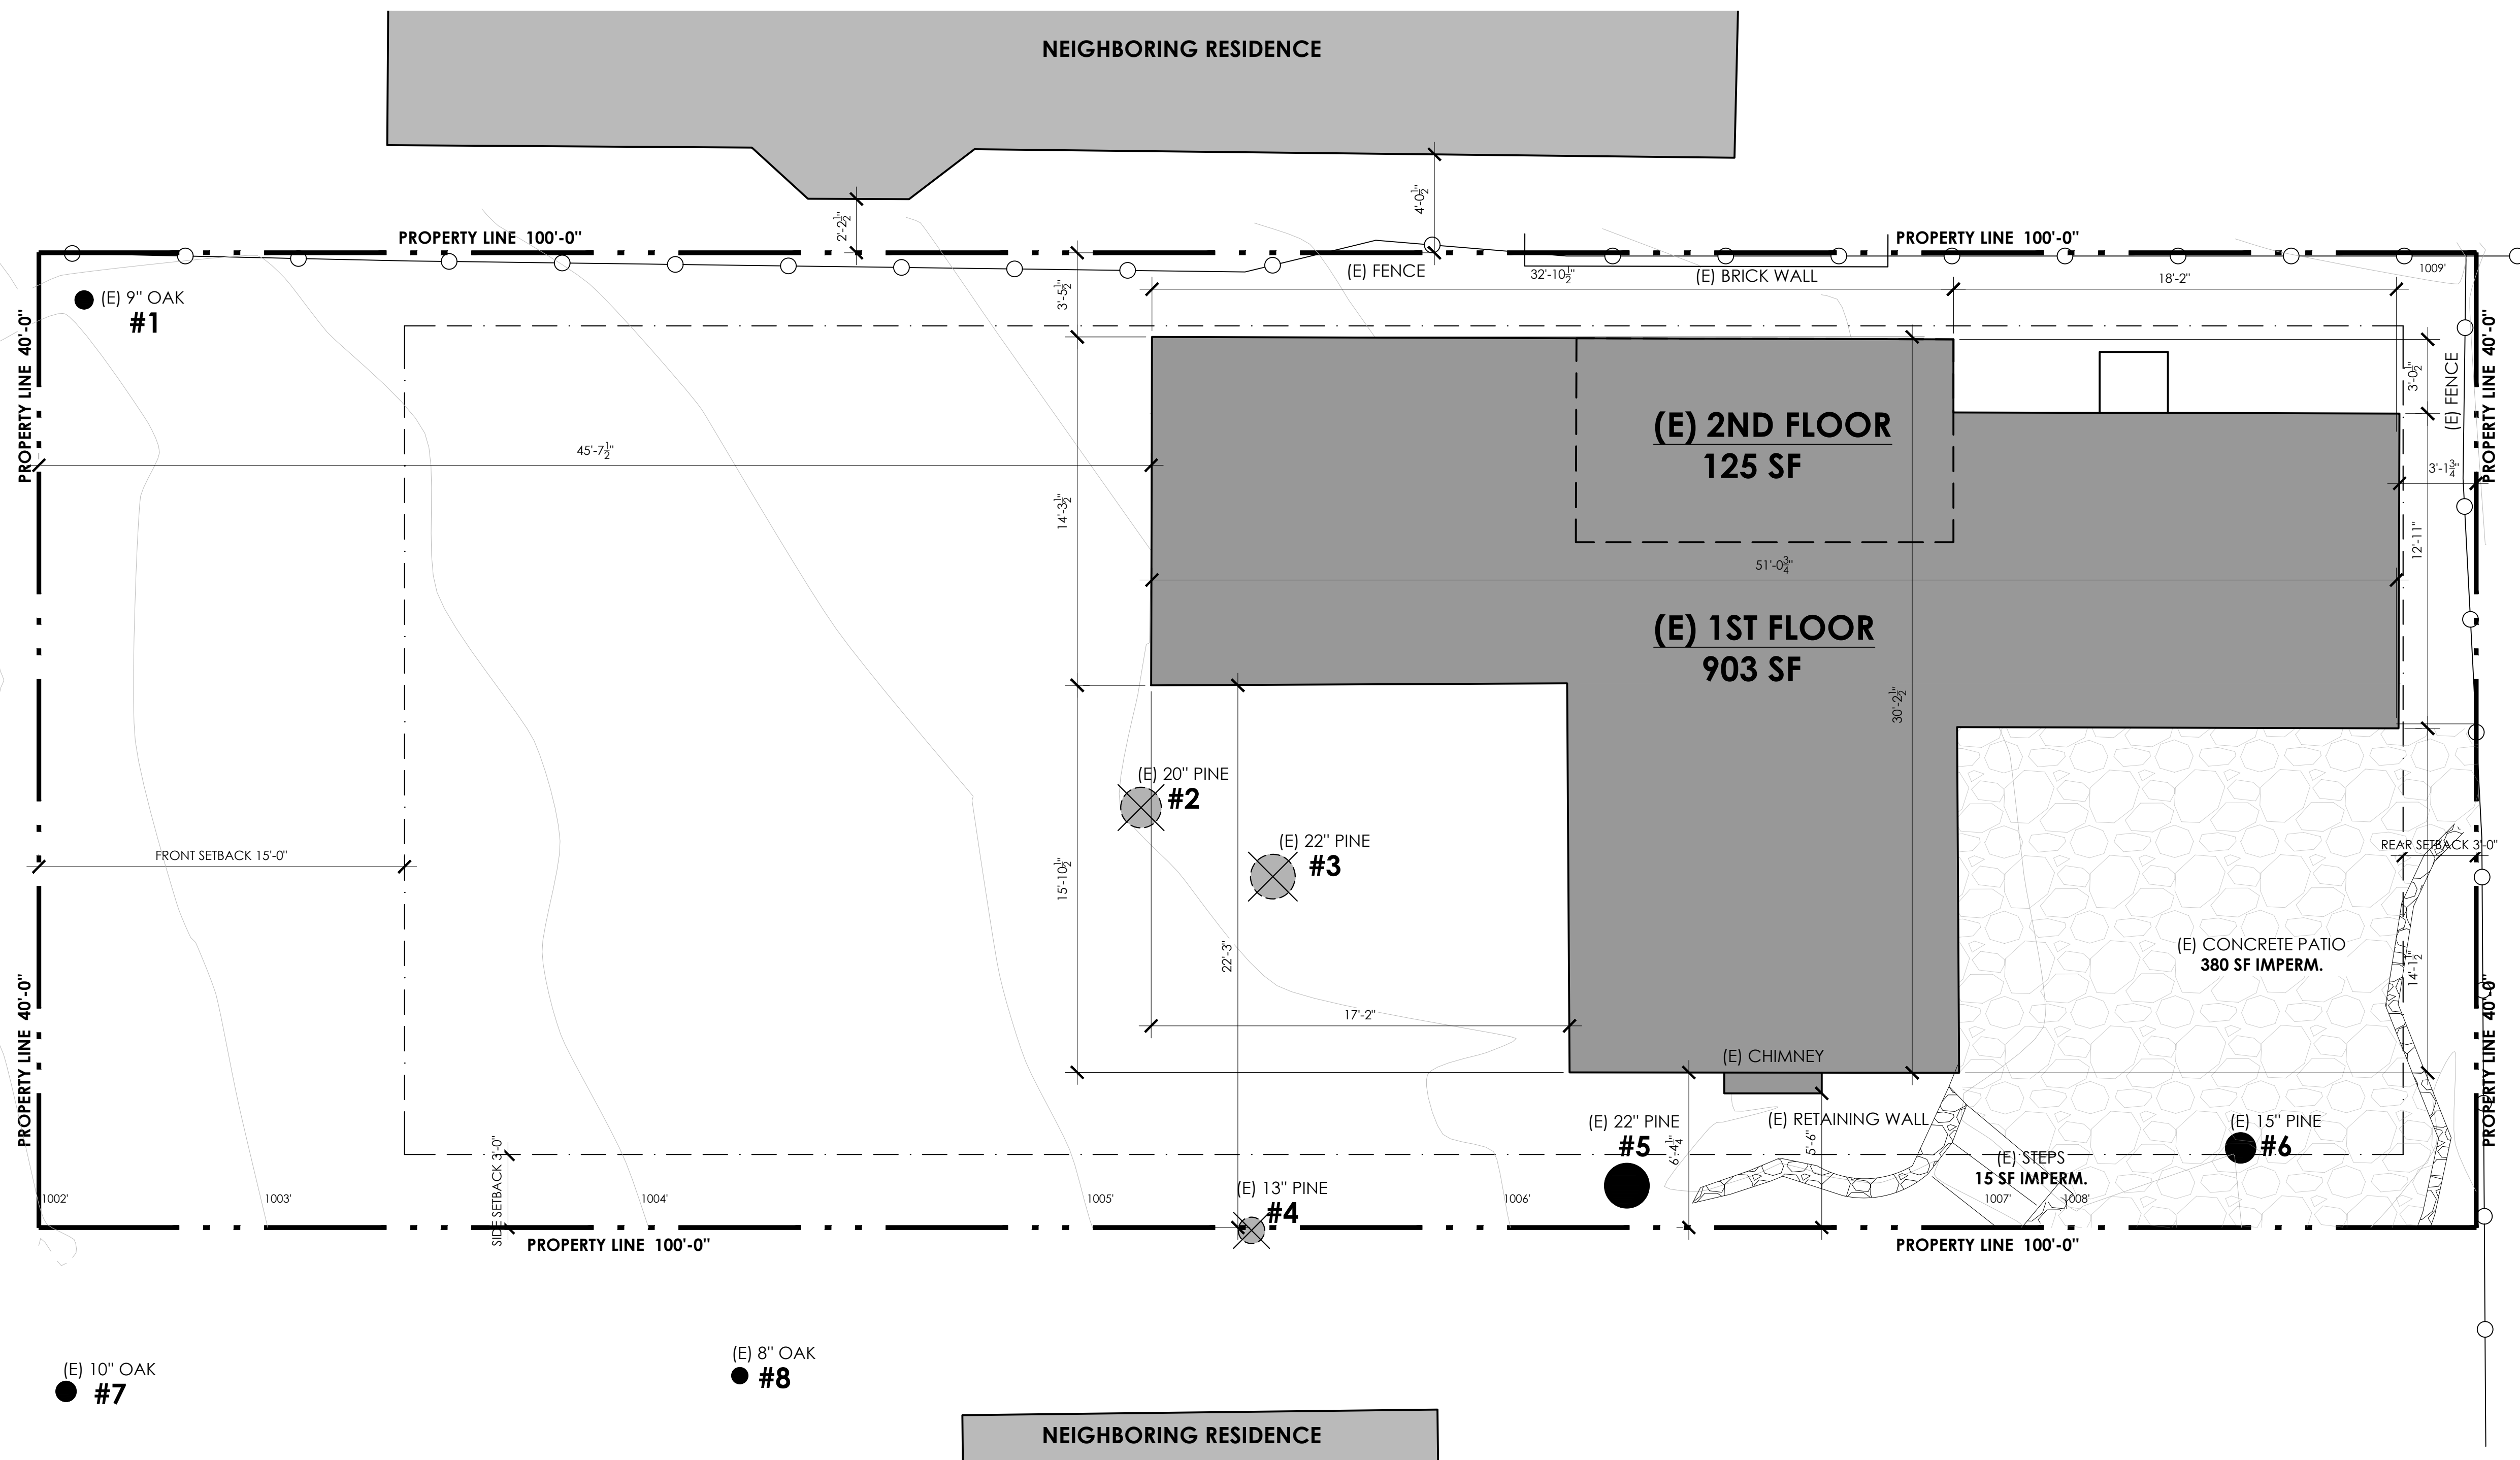 NEIGHBORING RESIDENCE
2'-2½"
4'-0½"
PROPERTY LINE  100'-0"
PROPERTY LINE  100'-0"
(E) FENCE
32'-10½"
(E) BRICK WALL
18'-2"
1009'
3'-5½"
(E) 9" OAK
#1
PROPERTY LINE  40'-0"
PROPERTY LINE  40'-0"
(E) FENCE
3'-0½"
(E) 2ND FLOOR
125 SF
45'-7½"
3'-1¾"
14'-3½"
12'-11"
51'-0¾"
(E) 1ST FLOOR
903 SF
30'-2½"
(E) 20" PINE
#2
(E) 22" PINE
#3
FRONT SETBACK 15'-0"
REAR SETBACK 3'-0"
15'-10½"
22'-3"
(E) CONCRETE PATIO
380 SF IMPERM.
14'-1½"
17'-2"
PROPERTY LINE  40'-0"
PROPERTY LINE  40'-0"
(E) CHIMNEY
(E) 22" PINE
#5
6'-4¼"
(E) RETAINING WALL
5'-6"
(E) 15" PINE
#6
(E) STEPS
15 SF IMPERM.
SIDE SETBACK 3'-0"
(E) 13" PINE
#4
1002'
1003'
1004'
1005'
1006'
1007'
1008'
PROPERTY LINE  100'-0"
PROPERTY LINE  100'-0"
(E) 10" OAK
#7
(E) 8" OAK
#8
NEIGHBORING RESIDENCE